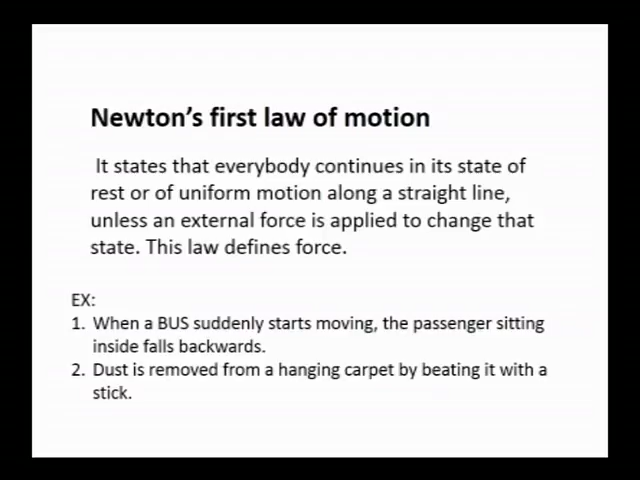 Newton’s first law of motion
It states that everybody continues in its state of
rest or of uniform motion along a straight line,
unless an external force is applied to change that
state. This law defines force.
EX:
1. When a BUS suddenly starts moving, the passenger sitting
inside falls backwards.
2. Dust is removed from a hanging carpet by beating it with a
stick.